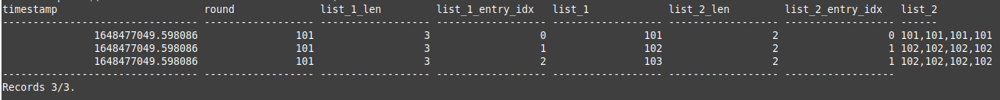 timestamp round list_1_len list_1_entry_idx list_1 list_2_len list_2_entry_idx list_2
-------------------------------- ------------------ ------------------ ------------------ ------------------ ------------------ ------------------ ------
1648477049.598086 101 3 0 101 2 0 101,101,101,101
1648477049.598086 101 3 1 102 2 1 102,102,102,102
1648477049.598086 101 3 2 103 2 1 102,102,102,102
-------------------------------- ------------------ ------------------ ------------------ ------------------ ------------------ ------------------
Records 3/3.